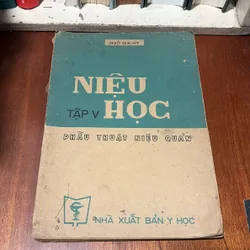 NIỆU
TẬP V HỌC
PHẪU THUẬT NIỆU QUẢN
NHÀ XUẤT BẢN Y HỌC